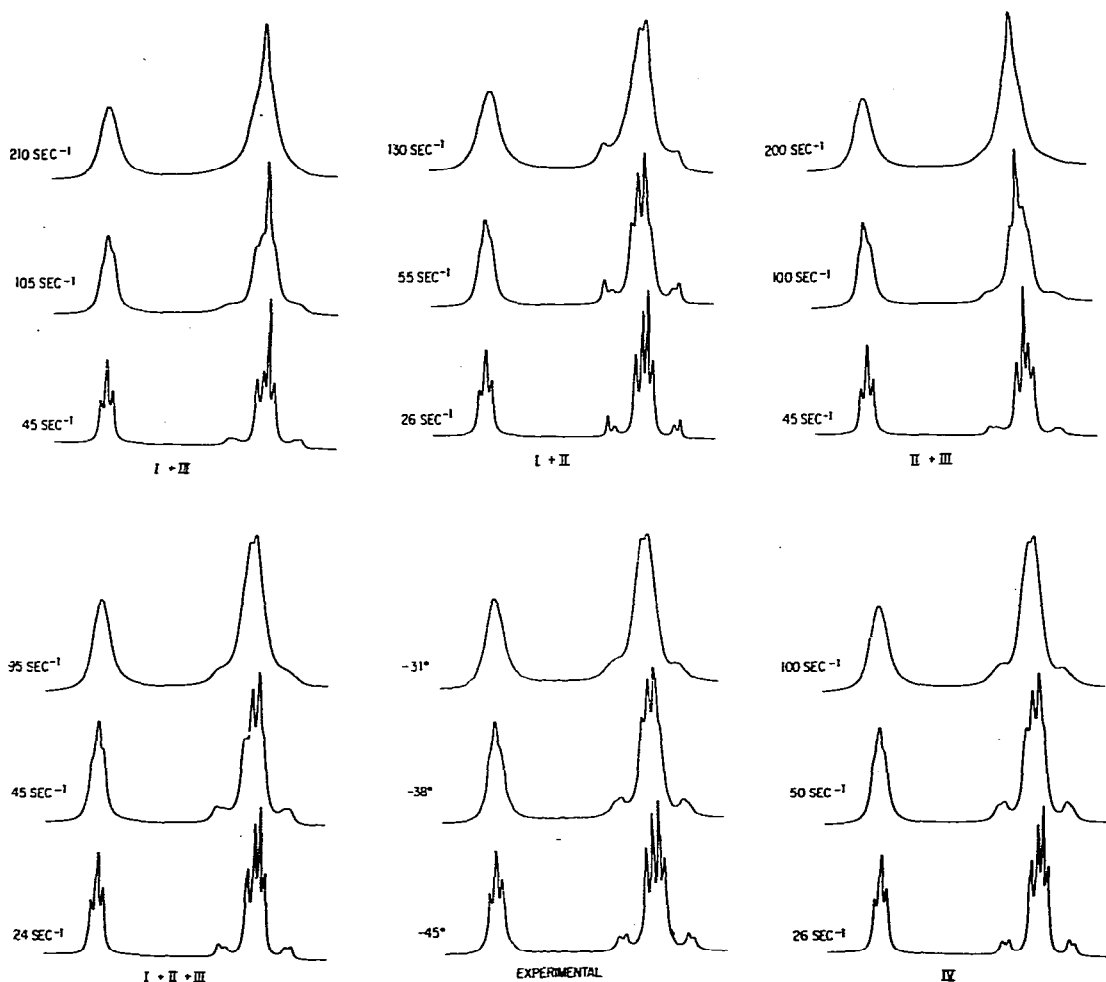 210 SEC⁻¹
105 SEC⁻¹
45 SEC⁻¹
I + III
130 SEC⁻¹
55 SEC⁻¹
26 SEC⁻¹
I + II
200 SEC⁻¹
100 SEC⁻¹
45 SEC⁻¹
II + III
95 SEC⁻¹
45 SEC⁻¹
24 SEC⁻¹
I + II + III
-31°
-38°
-45°
EXPERIMENTAL
100 SEC⁻¹
50 SEC⁻¹
26 SEC⁻¹
IV